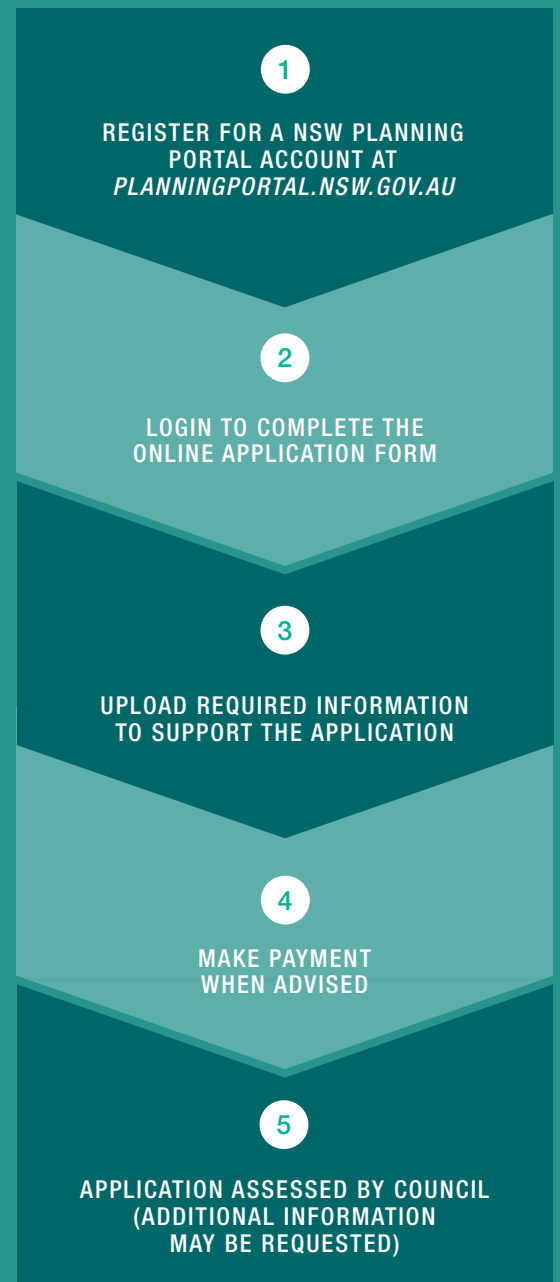 1
REGISTER FOR A NSW PLANNING
PORTAL ACCOUNT AT
PLANNINGPORTAL.NSW.GOV.AU
2
LOGIN TO COMPLETE THE
ONLINE APPLICATION FORM
3
UPLOAD REQUIRED INFORMATION
TO SUPPORT THE APPLICATION
4
MAKE PAYMENT
WHEN ADVISED
5
APPLICATION ASSESSED BY COUNCIL
(ADDITIONAL INFORMATION
MAY BE REQUESTED)